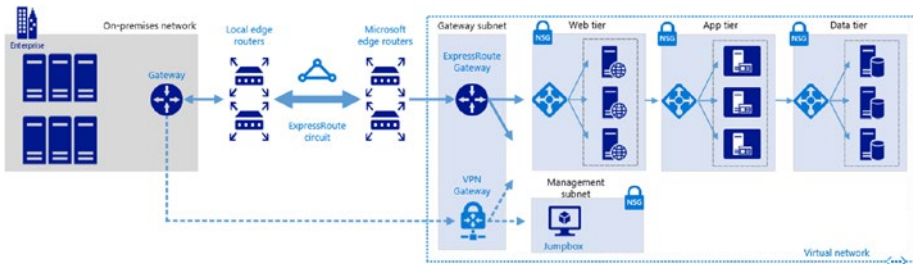 Enterprise
On-premises network
Gateway
Local edge
routers
ExpressRoute
circuit
Microsoft
edge routers
Gateway subnet
ExpressRoute
Gateway
VPN
Gateway
NSG
Web tier
NSG
App tier
NSG
Data tier
Management
subnet
NSG
Jumpbox
Virtual network